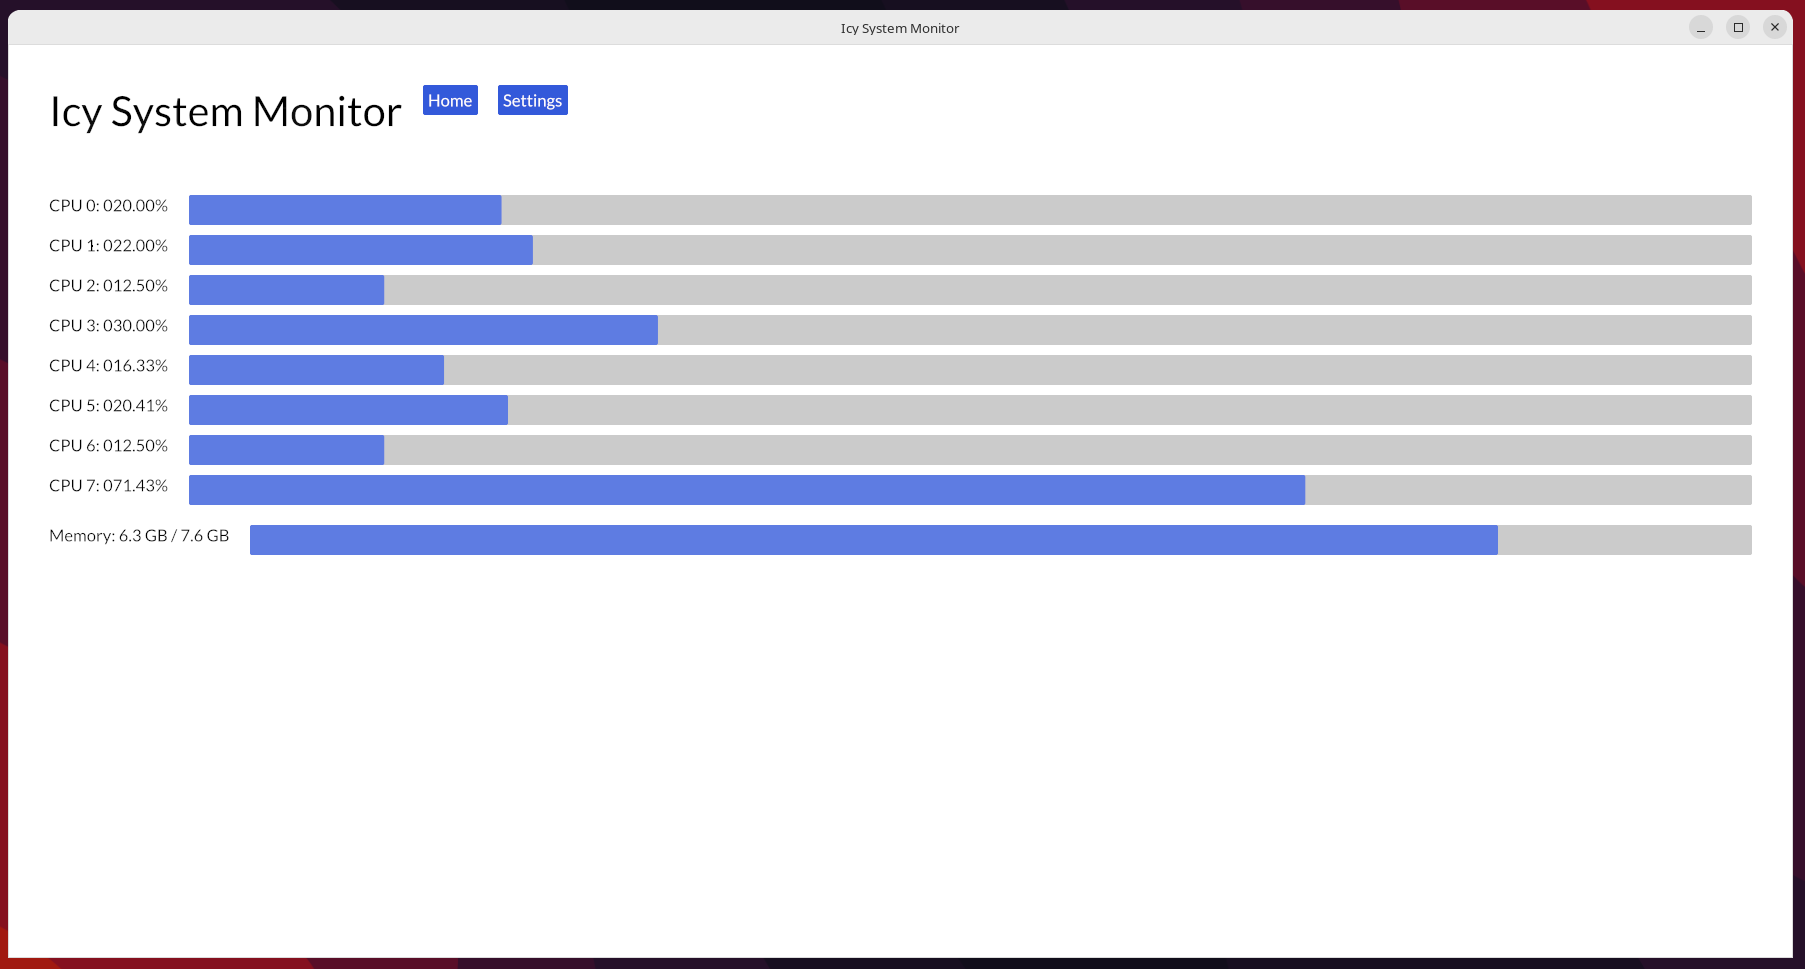 Icy System Monitor
Icy System Monitor Home Settings
CPU 0: 020.00%
CPU 1: 022.00%
CPU 2: 012.50%
CPU 3: 030.00%
CPU 4: 016.33%
CPU 5: 020.41%
CPU 6: 012.50%
CPU 7: 071.43%
Memory: 6.3 GB / 7.6 GB